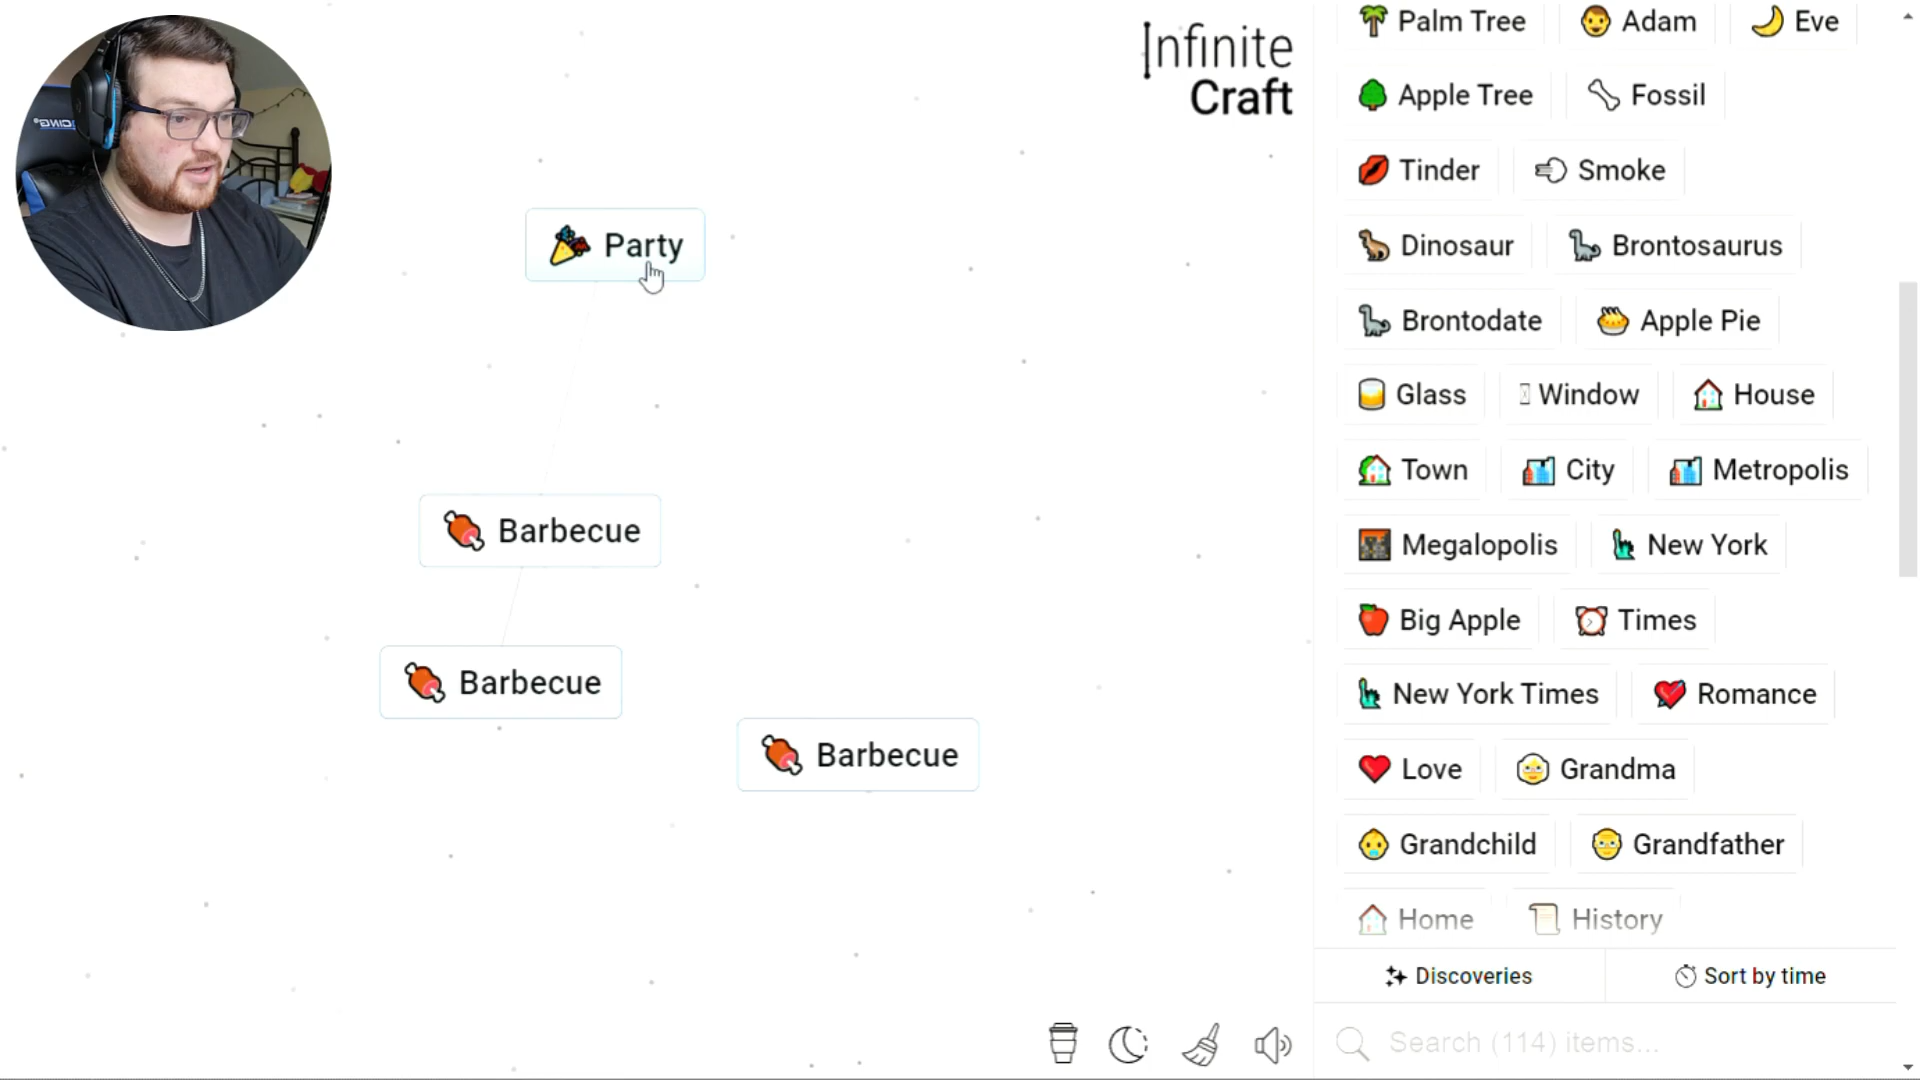 Infinite
Craft
Party
Barbecue
Barbecue
Barbecue
Palm Tree Adam Eve
Apple Tree Fossil
Tinder Smoke
Dinosaur Brontosaurus
Brontodate Apple Pie
Glass Window House
Town City Metropolis
Megalopolis New York
Big Apple Times
New York Times Romance
Love Grandma
Grandchild Grandfather
Home History
Discoveries Sort by time
Search (114) items...